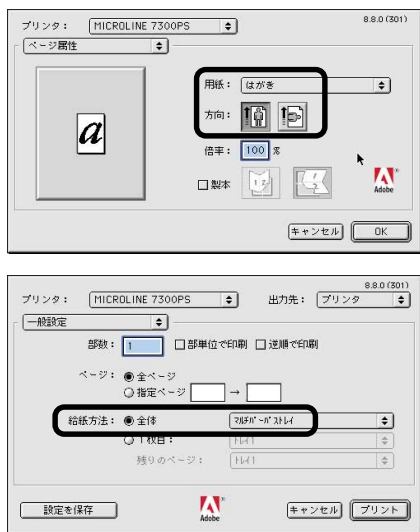 8.8.0 (301)
プリンタ： MICROLINE 7300PS
ページ属性
用紙： はがき
a
方向：
倍率： 100 %
製本
Adobe
キャンセル OK
8.8.0 (301)
プリンタ： MICROLINE 7300PS 出力先： プリンタ
一般設定
部数： 1 部単位で印刷 逆順で印刷
ページ： 全ページ
指定ページ →
給紙方法： 全体 マルチパーパストレイ
1枚目： トレイ1
残りのページ： トレイ1
設定を保存 Adobe キャンセル プリント